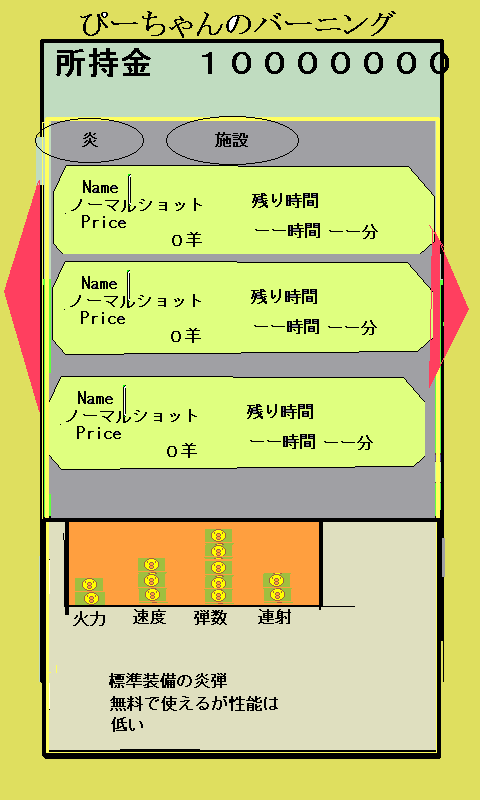 ぴーちゃんのバーニング
所持金　１００００００００
炎
施設
Name
ノーマルショット
Price
０羊
残り時間
ーー時間 ーー分
Name
ノーマルショット
Price
０羊
残り時間
ーー時間 ーー分
Name
ノーマルショット
Price
０羊
残り時間
ーー時間 ーー分
火力
速度
弾数
連射
標準装備の炎弾
無料で使えるが性能は
低い